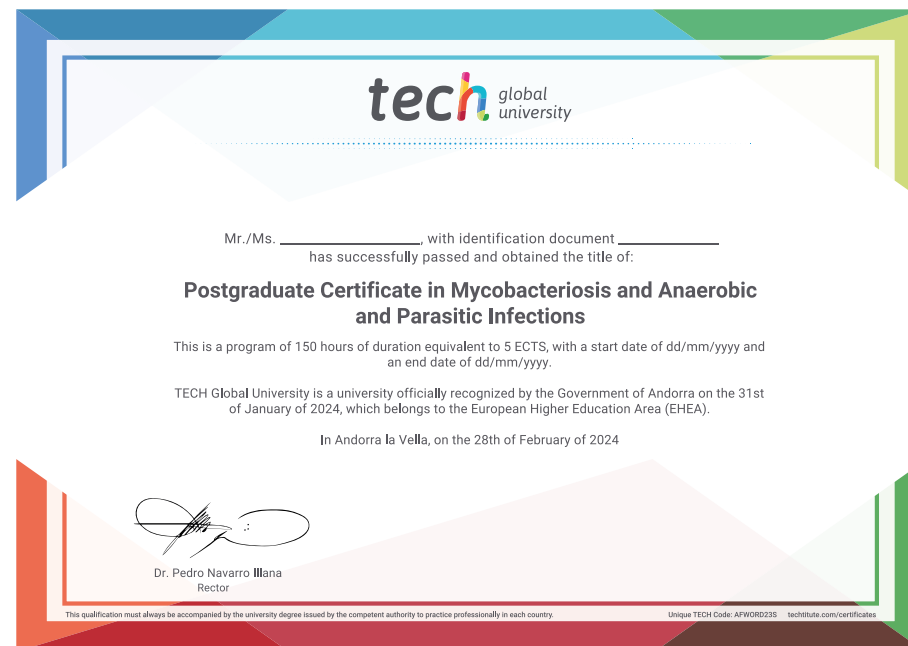 tech global university
Mr./Ms. ____________________, with identification document ______________
has successfully passed and obtained the title of:
Postgraduate Certificate in Mycobacteriosis and Anaerobic
and Parasitic Infections
This is a program of 150 hours of duration equivalent to 5 ECTS, with a start date of dd/mm/yyyy and
an end date of dd/mm/yyyy.
TECH Global University is a university officially recognized by the Government of Andorra on the 31st
of January of 2024, which belongs to the European Higher Education Area (EHEA).
In Andorra la Vella, on the 28th of February of 2024
Dr. Pedro Navarro Illana
Rector
This qualification must always be accompanied by the university degree issued by the competent authority to practice professionally in each country.
Unique TECH Code: AFWORD23S techtitute.com/certificates